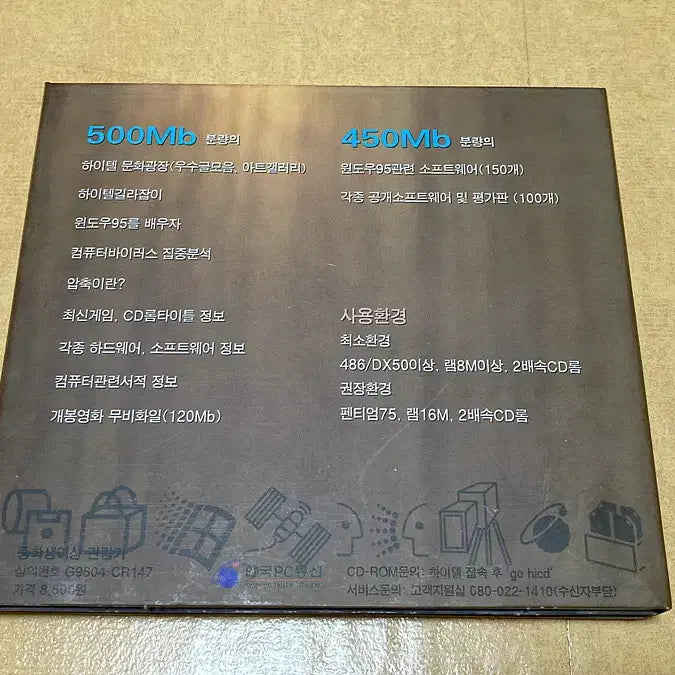 500Mb 분량의
하이텔 문화광장(우수글모음, 아트갤러리)
하이텔길라잡이
윈도우95를 배우자
컴퓨터바이러스 집중분석
압축이란?
최신게임, CD롬타이틀 정보
각종 하드웨어, 소프트웨어 정보
컴퓨터관련서적 정보
개봉영화 무비화일(120Mb)
450Mb 분량의
윈도우95관련 소프트웨어(150개)
각종 공개소프트웨어 및 평가판 (100개)
사용환경
최소환경
486/DX50이상, 램8M이상, 2배속CD롬
권장환경
펜티엄75, 램16M, 2배속CD롬
중학생이상 관람가
심의번호 G9604-CR147
가격 8,500원
한국PC통신
CD-ROM문의: 하이텔 접속 후 'go hicd'
서비스문의: 고객지원실 080-022-1410(수신자부담)